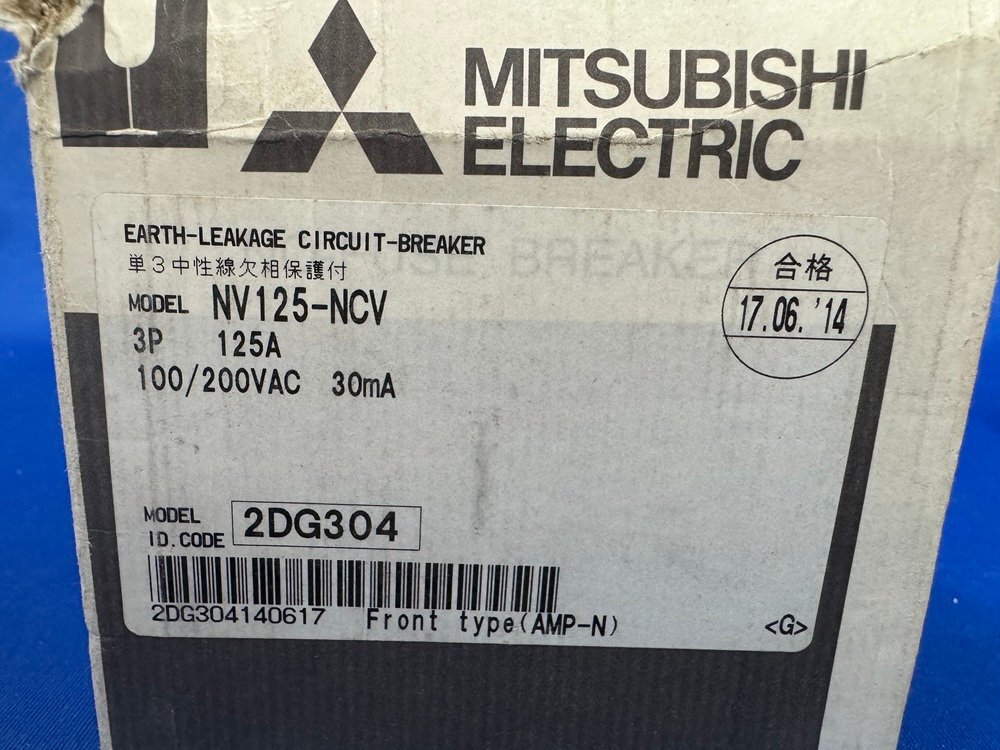 MITSUBISHI
ELECTRIC
EARTH-LEAKAGE CIRCUIT-BREAKER
単3中性線欠相保護付
MODEL NV125-NCV
3P 125A
100/200VAC 30mA
合格
17.06.'14
MODEL
ID.CODE 2DG304
2DG304140617 Front type(AMP-N)
<G>
BREAKER